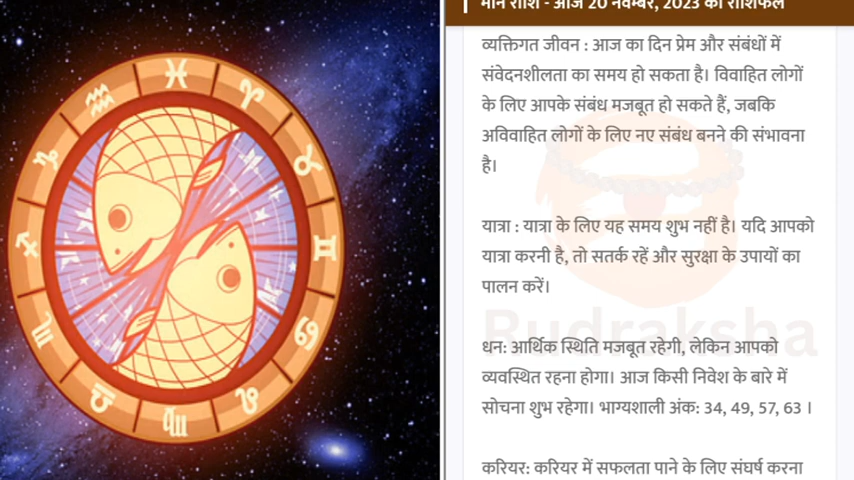 मीन राशि - आज 20 नवम्बर, 2023 का राशिफल
व्यक्तिगत जीवन : आज का दिन प्रेम और संबंधों में
संवेदनशीलता का समय हो सकता है। विवाहित लोगों
के लिए आपके संबंध मजबूत हो सकते हैं, जबकि
अविवाहित लोगों के लिए नए संबंध बनने की संभावना
है।
यात्रा : यात्रा के लिए यह समय शुभ नहीं है। यदि आपको
यात्रा करनी है, तो सतर्क रहें और सुरक्षा के उपायों का
पालन करें।
Rudraksha
धन: आर्थिक स्थिति मजबूत रहेगी, लेकिन आपको
व्यवस्थित रहना होगा। आज किसी निवेश के बारे में
सोचना शुभ रहेगा। भाग्यशाली अंक: 34, 49, 57, 63 ।
करियर: करियर में सफलता पाने के लिए संघर्ष करना